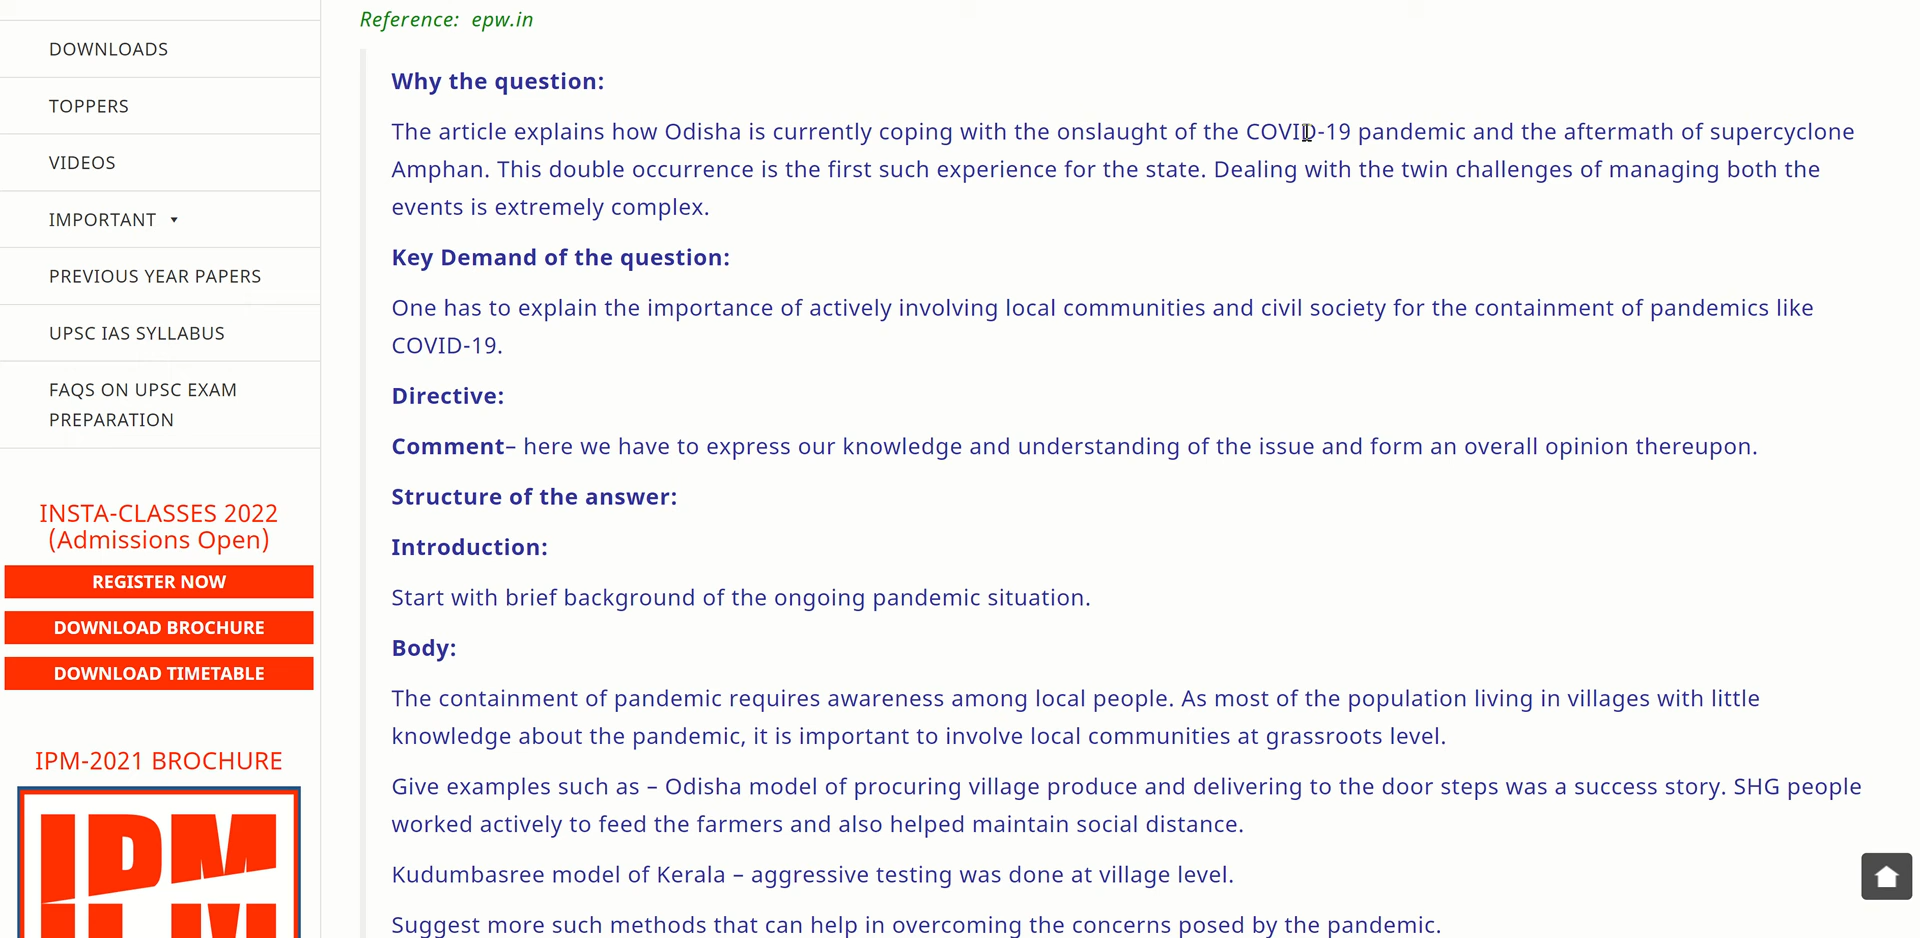 DOWNLOADS
TOPPERS
VIDEOS
IMPORTANT
PREVIOUS YEAR PAPERS
UPSC IAS SYLLABUS
FAQS ON UPSC EXAM
PREPARATION
INSTA-CLASSES 2022
(Admissions Open)
REGISTER NOW
DOWNLOAD BROCHURE
DOWNLOAD TIMETABLE
IPM-2021 BROCHURE
IPM
Reference: epw.in
Why the question:
The article explains how Odisha is currently coping with the onslaught of the COVID-19 pandemic and the aftermath of supercyclone
Amphan. This double occurrence is the first such experience for the state. Dealing with the twin challenges of managing both the
events is extremely complex.
Key Demand of the question:
One has to explain the importance of actively involving local communities and civil society for the containment of pandemics like
COVID-19.
Directive:
Comment– here we have to express our knowledge and understanding of the issue and form an overall opinion thereupon.
Structure of the answer:
Introduction:
Start with brief background of the ongoing pandemic situation.
Body:
The containment of pandemic requires awareness among local people. As most of the population living in villages with little
knowledge about the pandemic, it is important to involve local communities at grassroots level.
Give examples such as – Odisha model of procuring village produce and delivering to the door steps was a success story. SHG people
worked actively to feed the farmers and also helped maintain social distance.
Kudumbasree model of Kerala – aggressive testing was done at village level.
Suggest more such methods that can help in overcoming the concerns posed by the pandemic.